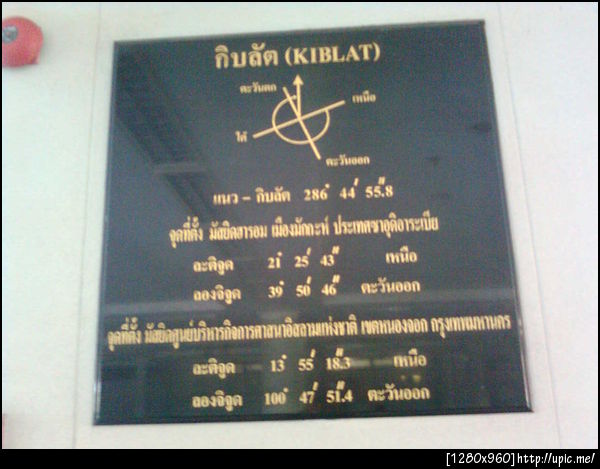 กิบลัต (KIBLAT)
ตะวันตก
เหนือ
ใต้
ตะวันออก
แนว - กิบลัต 286° 44' 55".8
จุดที่ตั้ง มัสยิดฮารอม เมืองมักกะห์ ประเทศซาอุดิอาระเบีย
ละติจูด 21° 25' 43" เหนือ
ลองจิจูด 39° 50' 46" ตะวันออก
จุดที่ตั้ง มัสยิดศูนย์บริหารกิจการศาสนาอิสลามแห่งชาติ เขตหนองจอก กรุงเทพมหานคร
ละติจูด 13° 55' 18".3 เหนือ
ลองจิจูด 100° 47' 51".4 ตะวันออก
[1280x960]http://upic.me/